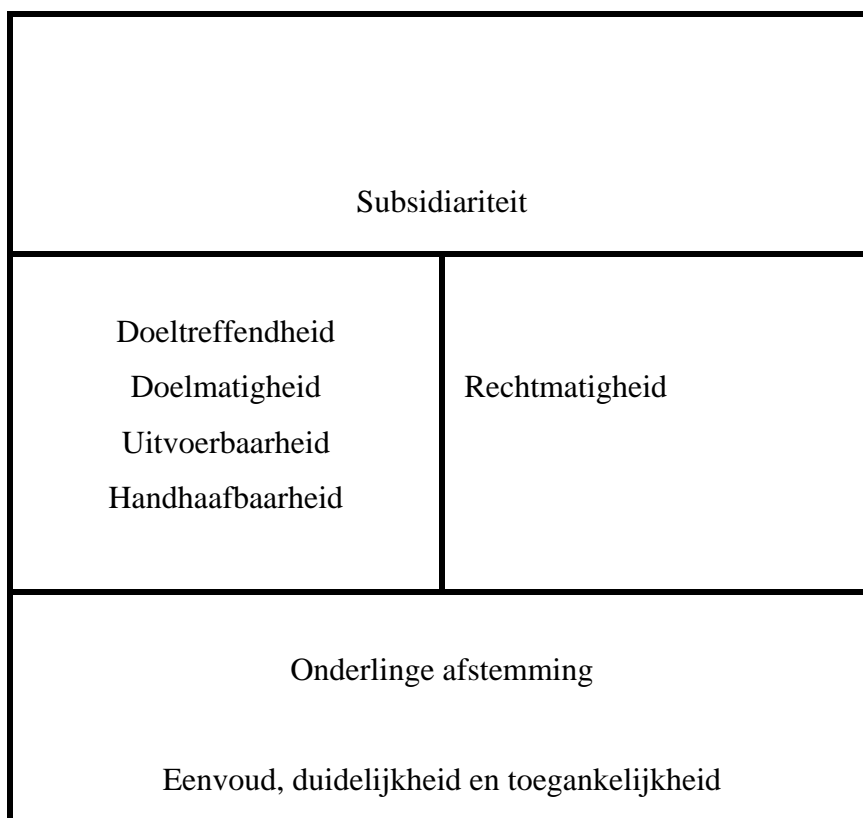 Subsidiariteit
Doeltreffendheid
Doelmatigheid
Uitvoerbaarheid
Handhaafbaarheid
Rechtmatigheid
Onderlinge afstemming
Eenvoud, duidelijkheid en toegankelijkheid